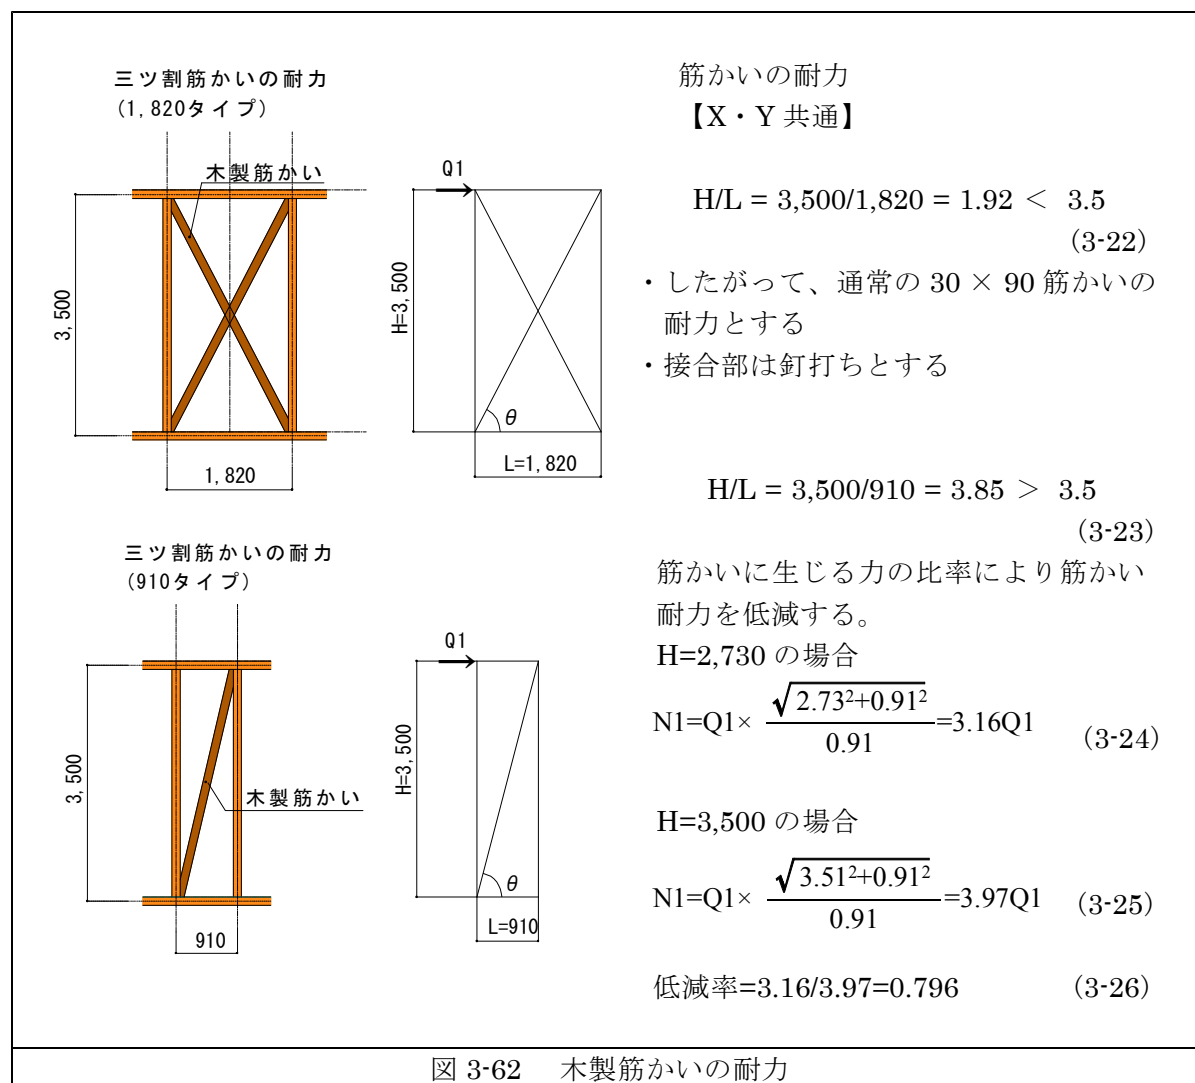 三ツ割筋かいの耐力
(1,820タイプ)
木製筋かい
3,500
1,820
Q1
H=3,500
θ
L=1,820
筋かいの耐力
【X・Y 共通】
H/L = 3,500/1,820 = 1.92 < 3.5
(3-22)
・したがって、通常の 30 × 90 筋かいの
耐力とする
・接合部は釘打ちとする
三ツ割筋かいの耐力
(910タイプ)
木製筋かい
3,500
910
Q1
H=3,500
θ
L=910
H/L = 3,500/910 = 3.85 > 3.5
(3-23)
筋かいに生じる力の比率により筋かい
耐力を低減する。
H=2,730 の場合
N1=Q1× √2.73²+0.91² / 0.91 =3.16Q1 (3-24)
H=3,500 の場合
N1=Q1× √3.51²+0.91² / 0.91 =3.97Q1 (3-25)
低減率=3.16/3.97=0.796 (3-26)
図 3-62 木製筋かいの耐力